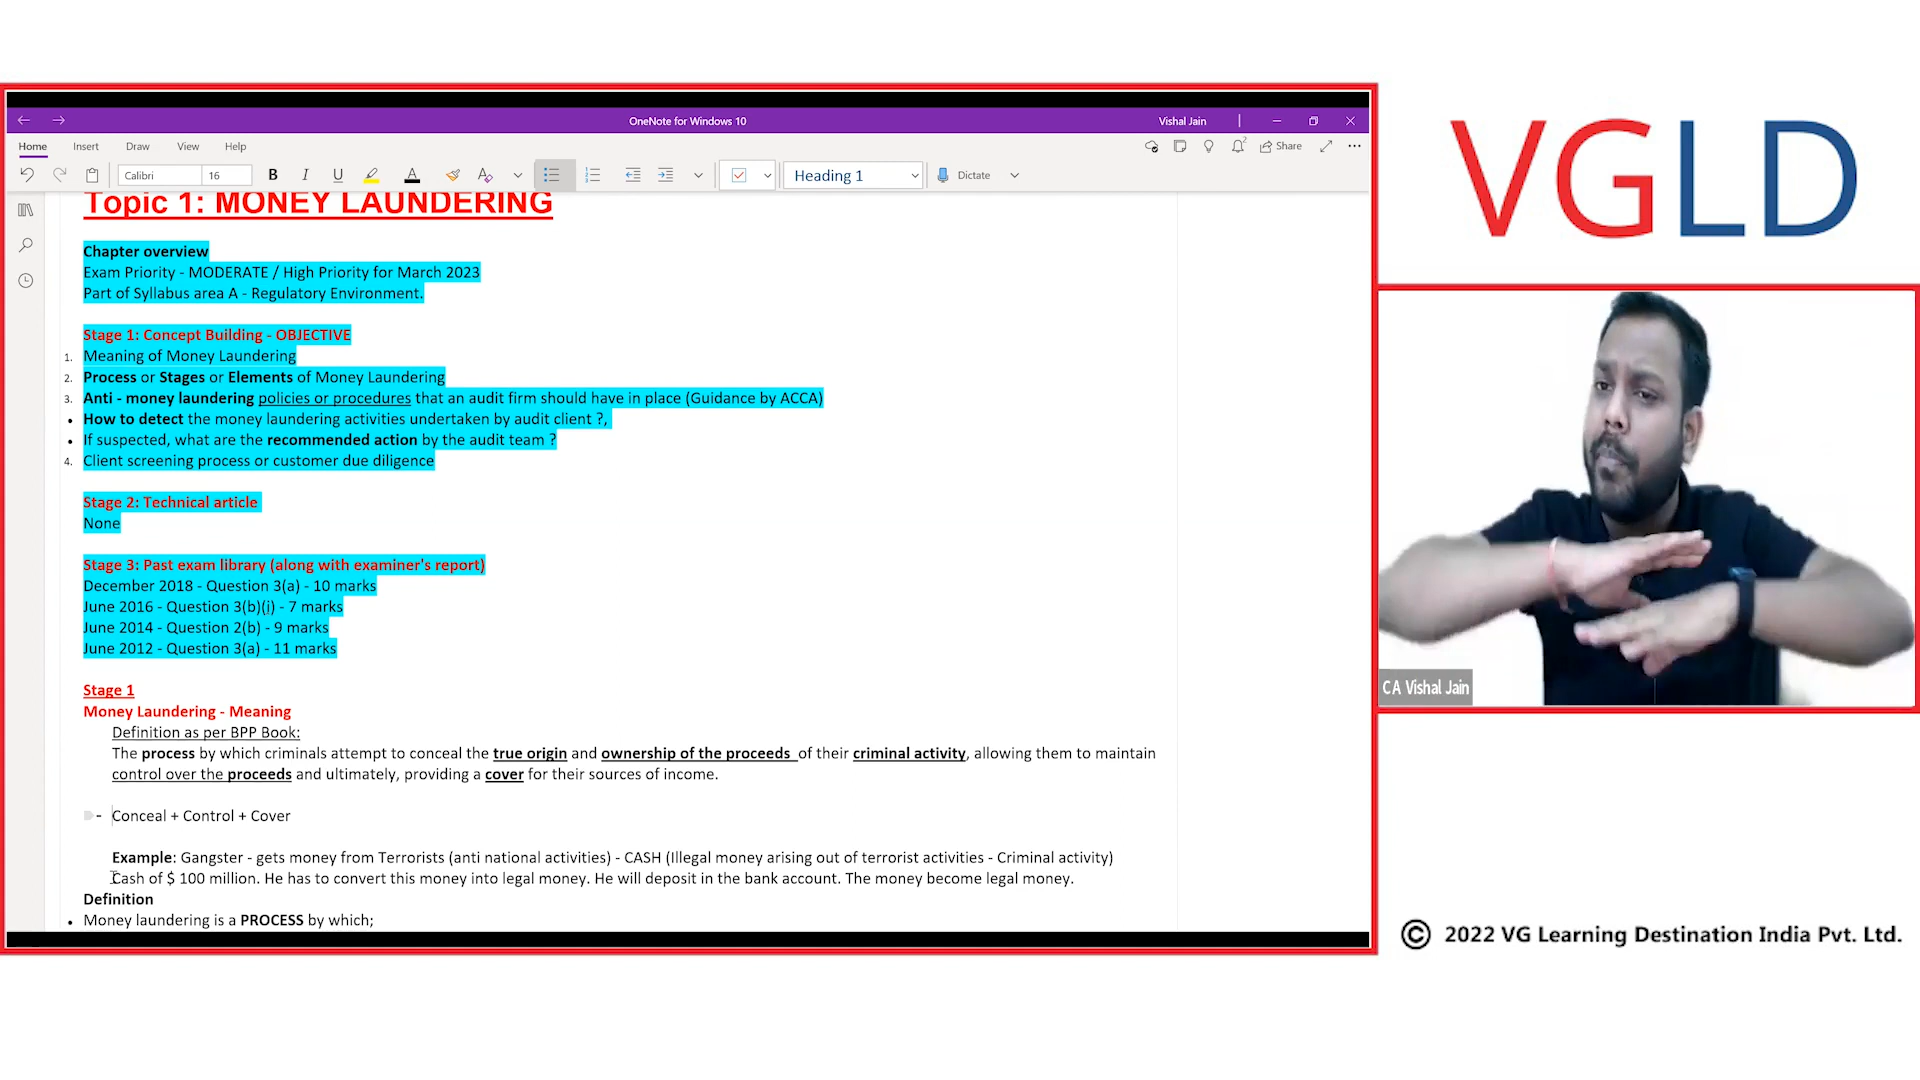 OneNote for Windows 10
Vishal Jain
Home Insert Draw View Help
Share
Calibri 16 B I U A Heading 1 Dictate
Topic 1: MONEY LAUNDERING
Chapter overview
Exam Priority - MODERATE / High Priority for March 2023
Part of Syllabus area A - Regulatory Environment.
Stage 1: Concept Building - OBJECTIVE
1. Meaning of Money Laundering
2. Process or Stages or Elements of Money Laundering
3. Anti - money laundering policies or procedures that an audit firm should have in place (Guidance by ACCA)
• How to detect the money laundering activities undertaken by audit client ?,
• If suspected, what are the recommended action by the audit team ?
4. Client screening process or customer due diligence
Stage 2: Technical article
None
Stage 3: Past exam library (along with examiner's report)
December 2018 - Question 3(a) - 10 marks
June 2016 - Question 3(b)(i) - 7 marks
June 2014 - Question 2(b) - 9 marks
June 2012 - Question 3(a) - 11 marks
Stage 1
Money Laundering - Meaning
Definition as per BPP Book:
The process by which criminals attempt to conceal the true origin and ownership of the proceeds of their criminal activity, allowing them to maintain
control over the proceeds and ultimately, providing a cover for their sources of income.
- Conceal + Control + Cover
Example: Gangster - gets money from Terrorists (anti national activities) - CASH (Illegal money arising out of terrorist activities - Criminal activity)
Cash of $ 100 million. He has to convert this money into legal money. He will deposit in the bank account. The money become legal money.
Definition
• Money laundering is a PROCESS by which;
VGLD
CA Vishal Jain
© 2022 VG Learning Destination India Pvt. Ltd.